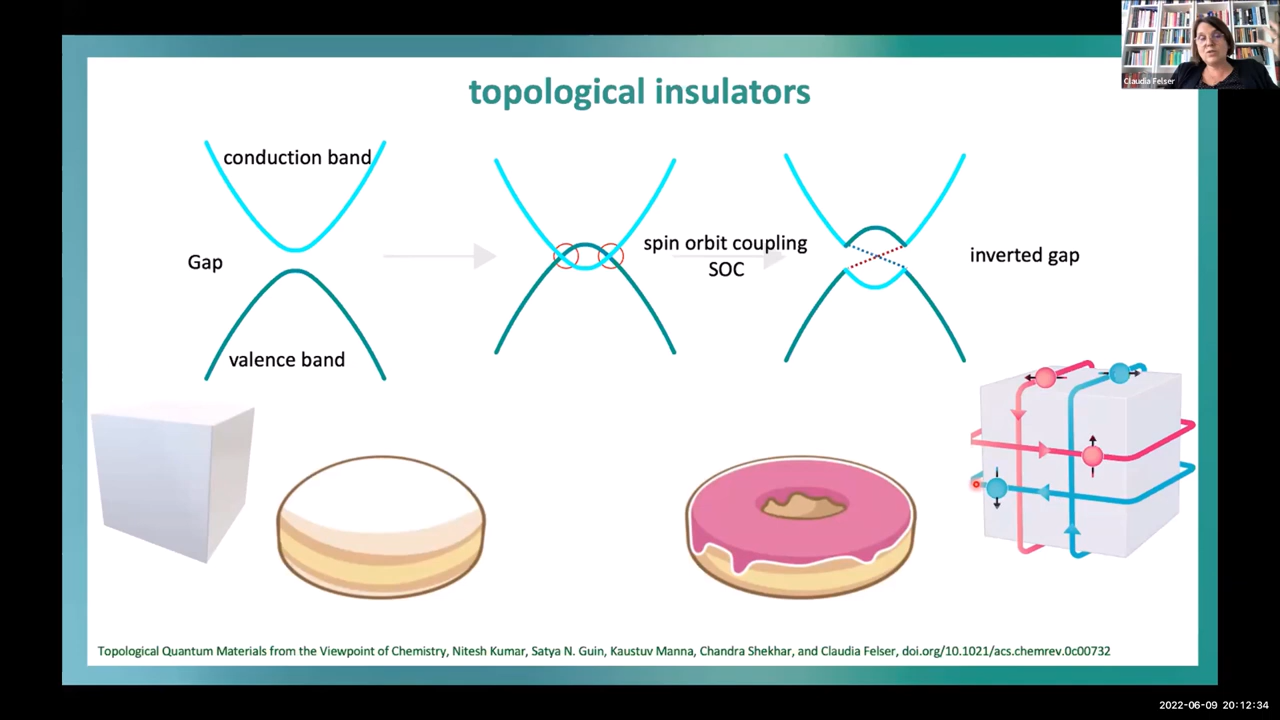 Claudia Felser
topological insulators
conduction band
Gap
valence band
spin orbit coupling
SOC
inverted gap
Topological Quantum Materials from the Viewpoint of Chemistry, Nitesh Kumar, Satya N. Guin, Kaustuv Manna, Chandra Shekhar, and Claudia Felser, doi.org/10.1021/acs.chemrev.0c00732
2022-06-09 20:12:34